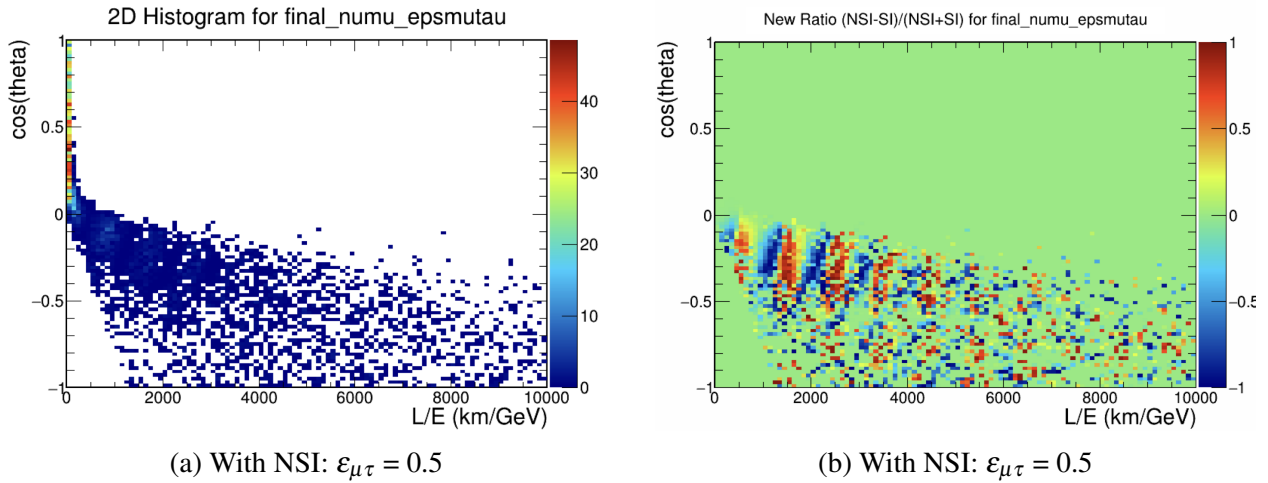 2D Histogram for final_numu_epsmutau
cos(theta)
1
0.5
0
−0.5
−1
0 2000 4000 6000 8000 10000
L/E (km/GeV)
40
30
20
10
0
(a) With NSI: εμτ = 0.5
New Ratio (NSI-SI)/(NSI+SI) for final_numu_epsmutau
cos(theta)
1
0.5
0
−0.5
−1
0 2000 4000 6000 8000 10000
L/E (km/GeV)
1
0.5
0
−0.5
−1
(b) With NSI: εμτ = 0.5